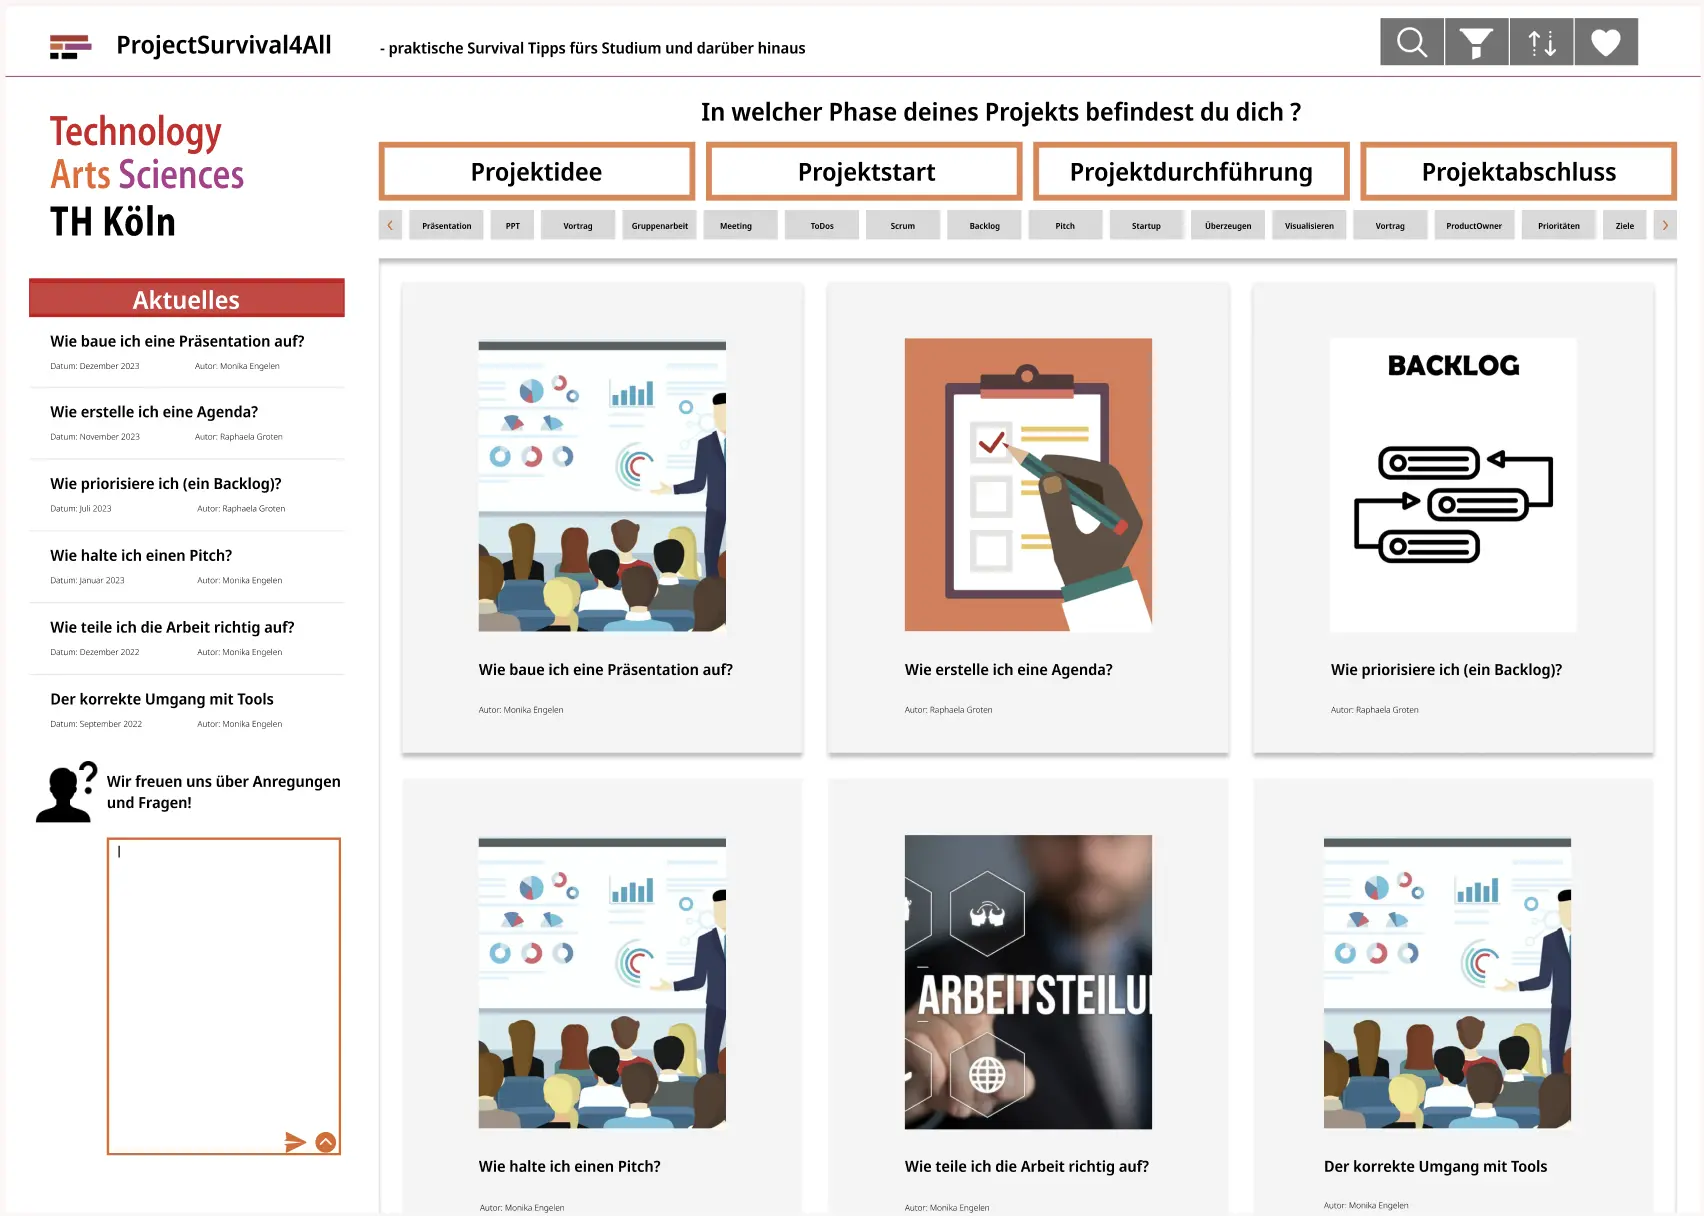 ProjectSurvival4All
- praktische Survival Tipps fürs Studium und darüber hinaus
Technology
Arts Sciences
TH Köln
In welcher Phase deines Projekts befindest du dich ?
Projektidee
Projektstart
Projektdurchführung
Projektabschluss
Präsentation
PPT
Vortrag
Gruppenarbeit
Meeting
ToDos
Scrum
Backlog
Pitch
Startup
Überzeugen
Visualisieren
Vortrag
ProductOwner
Prioritäten
Ziele
Aktuelles
Wie baue ich eine Präsentation auf?
Datum: Dezember 2023 Autor: Monika Engelen
Wie erstelle ich eine Agenda?
Datum: November 2023 Autor: Raphaela Groten
Wie priorisiere ich (ein Backlog)?
Datum: Juli 2023 Autor: Raphaela Groten
Wie halte ich einen Pitch?
Datum: Januar 2023 Autor: Monika Engelen
Wie teile ich die Arbeit richtig auf?
Datum: Dezember 2022 Autor: Monika Engelen
Der korrekte Umgang mit Tools
Datum: September 2022 Autor: Monika Engelen
Wir freuen uns über Anregungen
und Fragen!
Wie baue ich eine Präsentation auf?
Autor: Monika Engelen
Wie erstelle ich eine Agenda?
Autor: Raphaela Groten
BACKLOG
Wie priorisiere ich (ein Backlog)?
Autor: Raphaela Groten
Wie halte ich einen Pitch?
Autor: Monika Engelen
ARBEITSTEILU
Wie teile ich die Arbeit richtig auf?
Autor: Monika Engelen
Der korrekte Umgang mit Tools
Autor: Monika Engelen